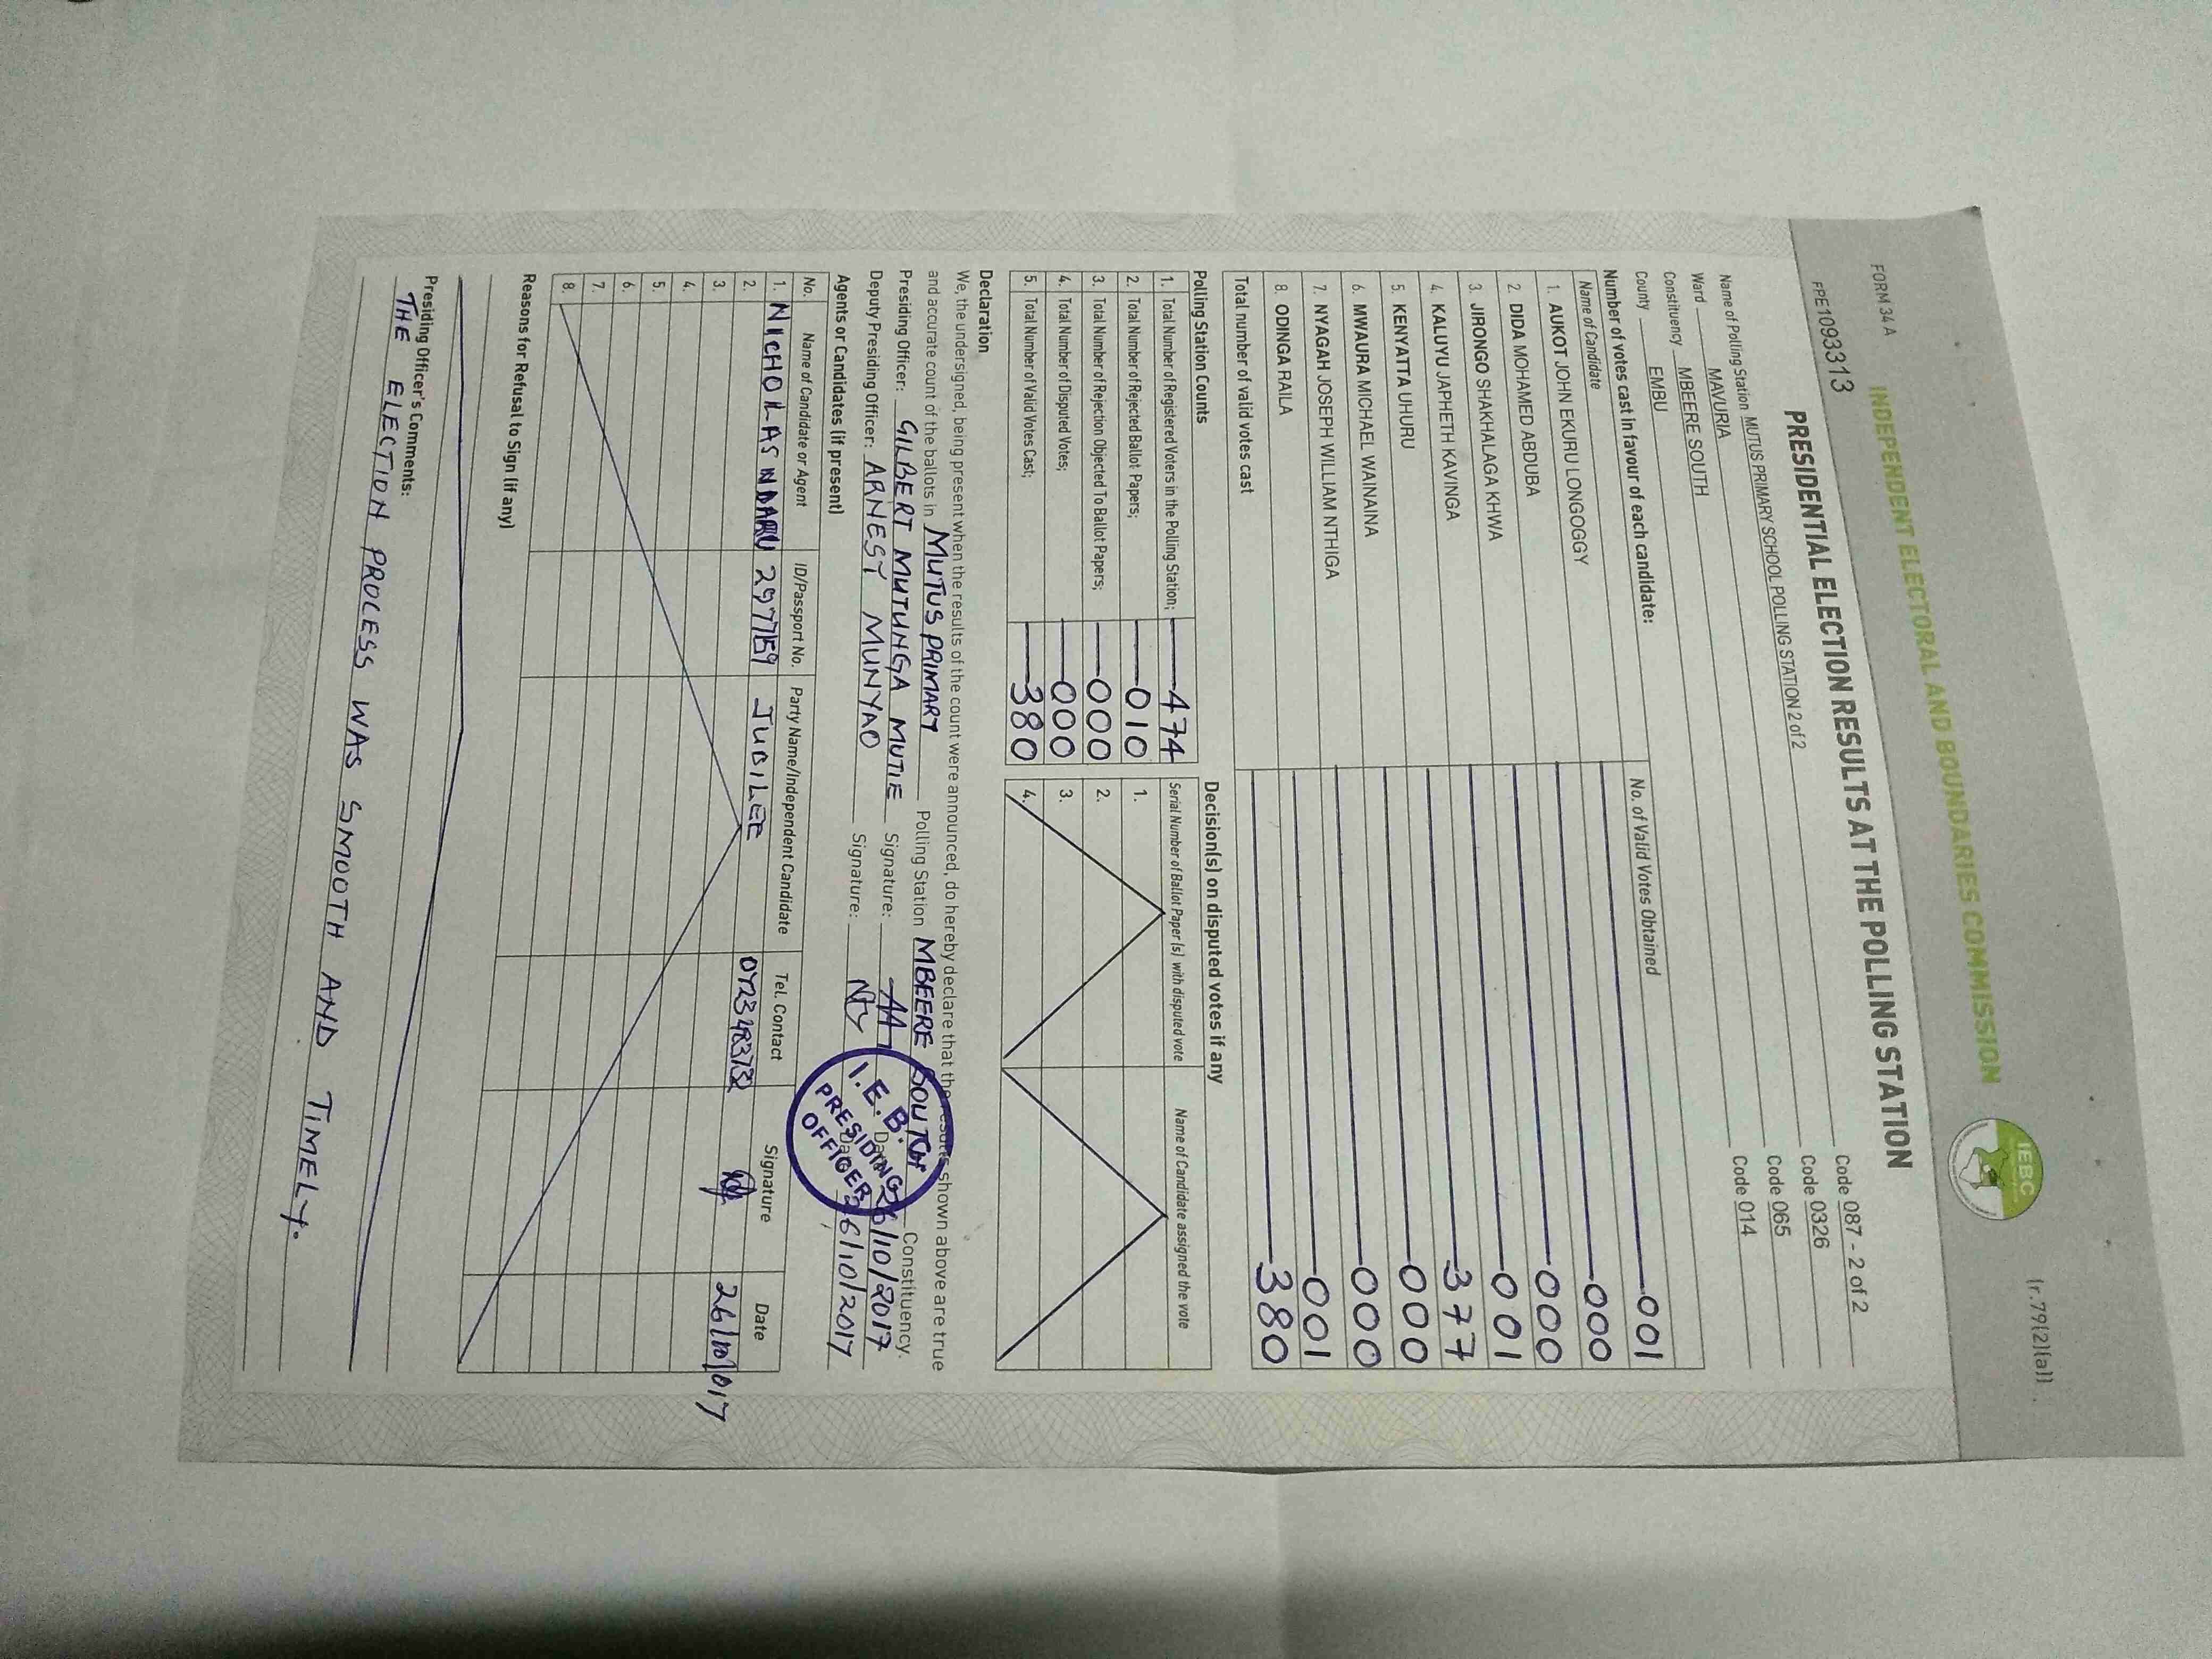 (r.79(2)(a)).
FORM 34 A
INDEPENDENT ELECTORAL AND BOUNDARIES COMMISSION
IEBC
FPE1093313
PRESIDENTIAL ELECTION RESULTS AT THE POLLING STATION
Name of Polling Station MUTUS PRIMARY SCHOOL POLLING STATION 2 of 2 Code 087 - 2 of 2
Ward MAVURIA Code 0326
Constituency MBEERE SOUTH Code 065
County EMBU Code 014
Number of votes cast in favour of each candidate:
Name of Candidate No. of Valid Votes Obtained
1. AUKOT JOHN EKURU LONGOGGY 001
2. DIDA MOHAMED ABDUBA 000
3. JIRONGO SHAKHALAGA KHWA 000
4. KALUYU JAPHETH KAVINGA 001
5. KENYATTA UHURU 377
6. MWAURA MICHAEL WAINAINA 000
7. NYAGAH JOSEPH WILLIAM NTHIGA 000
8. ODINGA RAILA 001
Total number of valid votes cast 380
Polling Station Counts
1. Total Number of Registered Voters in the Polling Station; 474
2. Total Number of Rejected Ballot Papers; 010
3. Total Number of Rejection Objected To Ballot Papers; 000
4. Total Number of Disputed Votes; 000
5. Total Number of Valid Votes Cast; 380
Decision(s) on disputed votes if any
Serial Number of Ballot Paper (s) with disputed vote Name of Candidate assigned the vote
1.
2.
3.
4.
Declaration
We, the undersigned, being present when the results of the count were announced, do hereby declare that the results shown above are true
and accurate count of the ballots in MUTUS PRIMARY Polling Station MBEERE SOUTH Constituency.
Presiding Officer: GILBERT MUTUNGA MUTIE Signature: Date 26/10/2017
Deputy Presiding Officer: ARNEST MUNYAO Signature: Date 26/10/2017
I.E.B.
PRESIDING
OFFICER
Agents or Candidates (if present)
No. Name of Candidate or Agent ID/Passport No. Party Name/Independent Candidate Tel. Contact Signature Date
1. NICHOLAS NDARU JUBILEE
2.
3.
4.
5.
6.
7.
8.
Reasons for Refusal to Sign (if any)
Presiding Officer's Comments:
THE ELECTION PROCESS WAS SMOOTH AND TIMELY.